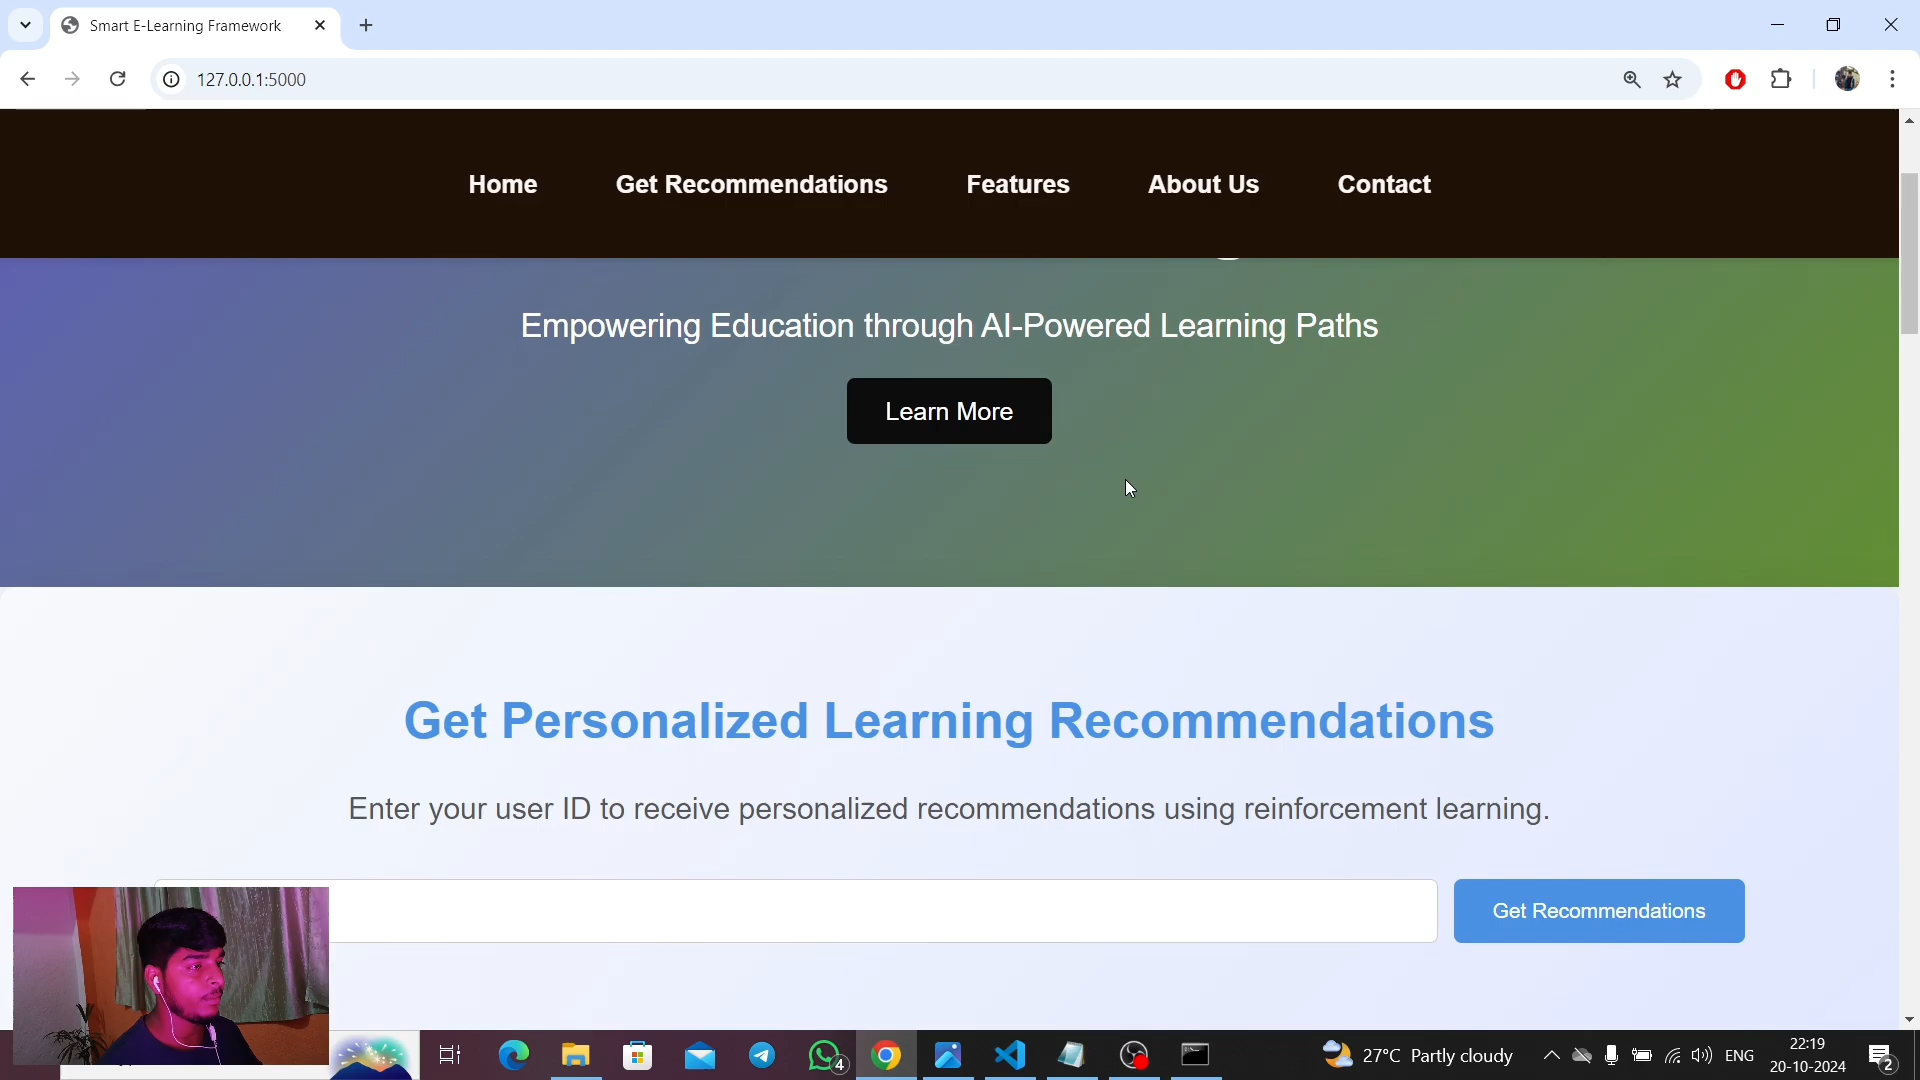 Smart E-Learning Framework
127.0.0.1:5000
Home Get Recommendations Features About Us Contact
Empowering Education through AI-Powered Learning Paths
Learn More
Get Personalized Learning Recommendations
Enter your user ID to receive personalized recommendations using reinforcement learning.
Get Recommendations
4
27°C Partly cloudy
ENG
22:19
20-10-2024
2